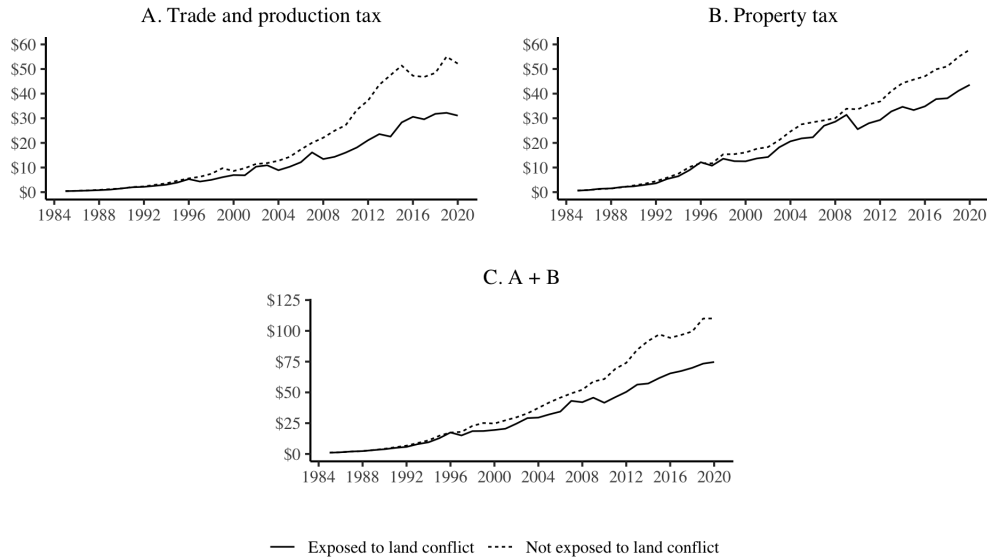 A. Trade and production tax
$60
$50
$40
$30
$20
$10
$0
1984 1988 1992 1996 2000 2004 2008 2012 2016 2020
B. Property tax
$60
$50
$40
$30
$20
$10
$0
1984 1988 1992 1996 2000 2004 2008 2012 2016 2020
C. A + B
$125
$100
$75
$50
$25
$0
1984 1988 1992 1996 2000 2004 2008 2012 2016 2020
Exposed to land conflict Not exposed to land conflict